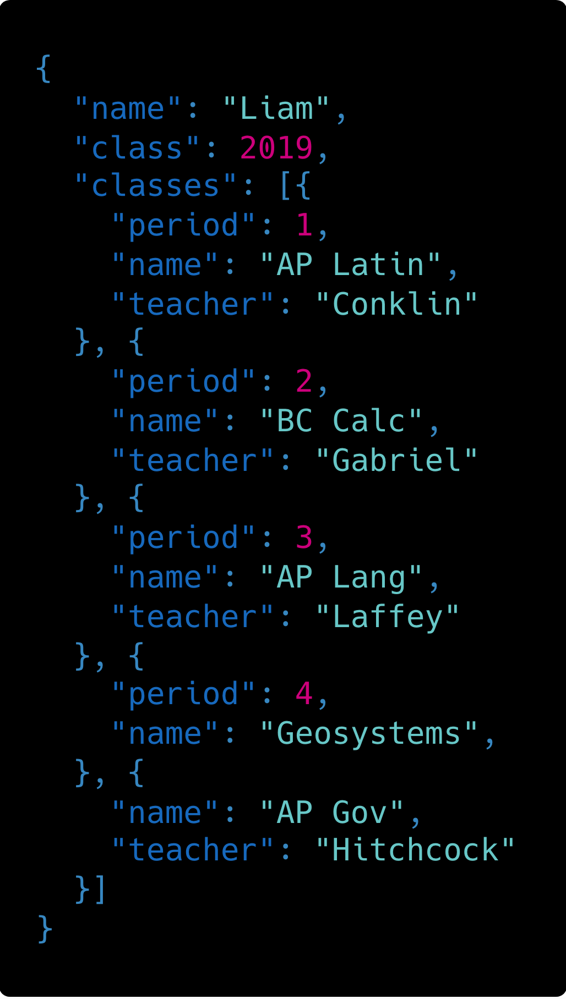 {
  "name": "Liam",
  "class": 2019,
  "classes": [{
    "period": 1,
    "name": "AP Latin",
    "teacher": "Conklin"
  }, {
    "period": 2,
    "name": "BC Calc",
    "teacher": "Gabriel"
  }, {
    "period": 3,
    "name": "AP Lang",
    "teacher": "Laffey"
  }, {
    "period": 4,
    "name": "Geosystems",
  }, {
    "name": "AP Gov",
    "teacher": "Hitchcock"
  }]
}